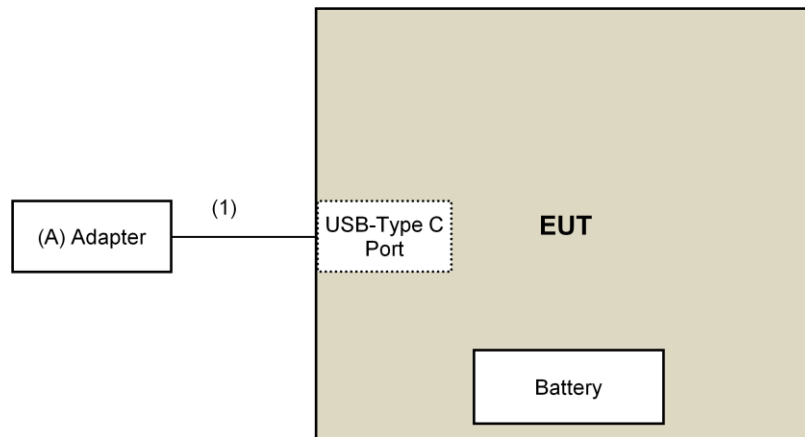 (1)
(A) Adapter
USB-Type C
Port
EUT
Battery